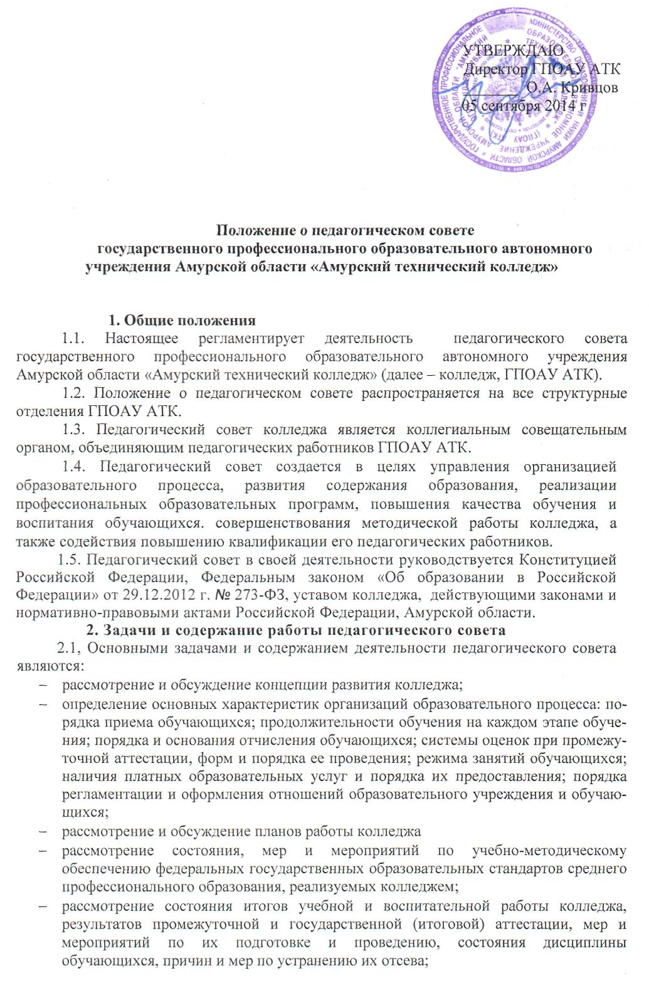 УТВЕРЖДАЮ
Директор ГПОАУ АТК
_______ О.А. Кривцов
05 сентября 2014 г
Положение о педагогическом совете
государственного профессионального образовательного автономного
учреждения Амурской области «Амурский технический колледж»
1. Общие положения
1.1. Настоящее регламентирует деятельность педагогического совета
государственного профессионального образовательного автономного учреждения
Амурской области «Амурский технический колледж» (далее – колледж, ГПОАУ АТК).
1.2. Положение о педагогическом совете распространяется на все структурные
отделения ГПОАУ АТК.
1.3. Педагогический совет колледжа является коллегиальным совещательным
органом, объединяющим педагогических работников ГПОАУ АТК.
1.4. Педагогический совет создается в целях управления организацией
образовательного процесса, развития содержания образования, реализации
профессиональных образовательных программ, повышения качества обучения и
воспитания обучающихся. совершенствования методической работы колледжа, а
также содействия повышению квалификации его педагогических работников.
1.5. Педагогический совет в своей деятельности руководствуется Конституцией
Российской Федерации, Федеральным законом «Об образовании в Российской
Федерации» от 29.12.2012 г. № 273-ФЗ, уставом колледжа, действующими законами и
нормативно-правовыми актами Российской Федерации, Амурской области.
2. Задачи и содержание работы педагогического совета
2.1, Основными задачами и содержанием деятельности педагогического совета
являются:
– рассмотрение и обсуждение концепции развития колледжа;
– определение основных характеристик организаций образовательного процесса: по-
рядка приема обучающихся; продолжительности обучения на каждом этапе обуче-
ния; порядка и основания отчисления обучающихся; системы оценок при промежу-
точной аттестации, форм и порядка ее проведения; режима занятий обучающихся;
наличия платных образовательных услуг и порядка их предоставления; порядка
регламентации и оформления отношений образовательного учреждения и обучаю-
щихся;
– рассмотрение и обсуждение планов работы колледжа
– рассмотрение состояния, мер и мероприятий по учебно-методическому
обеспечению федеральных государственных образовательных стандартов среднего
профессионального образования, реализуемых колледжем;
– рассмотрение состояния итогов учебной и воспитательной работы колледжа,
результатов промежуточной и государственной (итоговой) аттестации, мер и
мероприятий по их подготовке и проведению, состояния дисциплины
обучающихся, причин и мер по устранению их отсева;